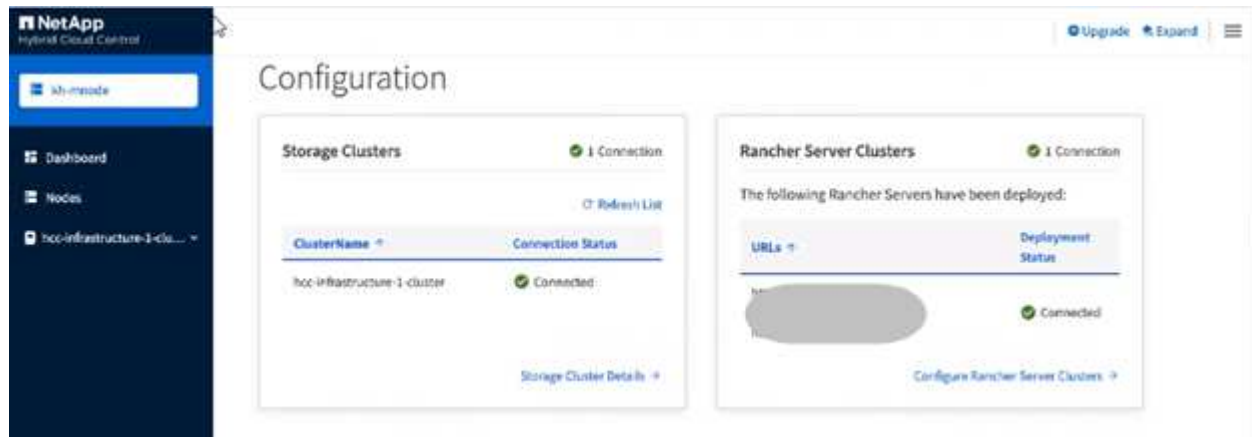 NetApp
Hybrid Cloud Control
Upgrade Expand
kh-mnode
Dashboard
Nodes
hcc-infrastructure-1-clu...
Configuration
Storage Clusters
1 Connection
Refresh List
ClusterName Connection Status
hcc-infrastructure-1-cluster Connected
Storage Cluster Details
Rancher Server Clusters
1 Connection
The following Rancher Servers have been deployed:
URLs Deployment
Status
Connected
Configure Rancher Server Clusters